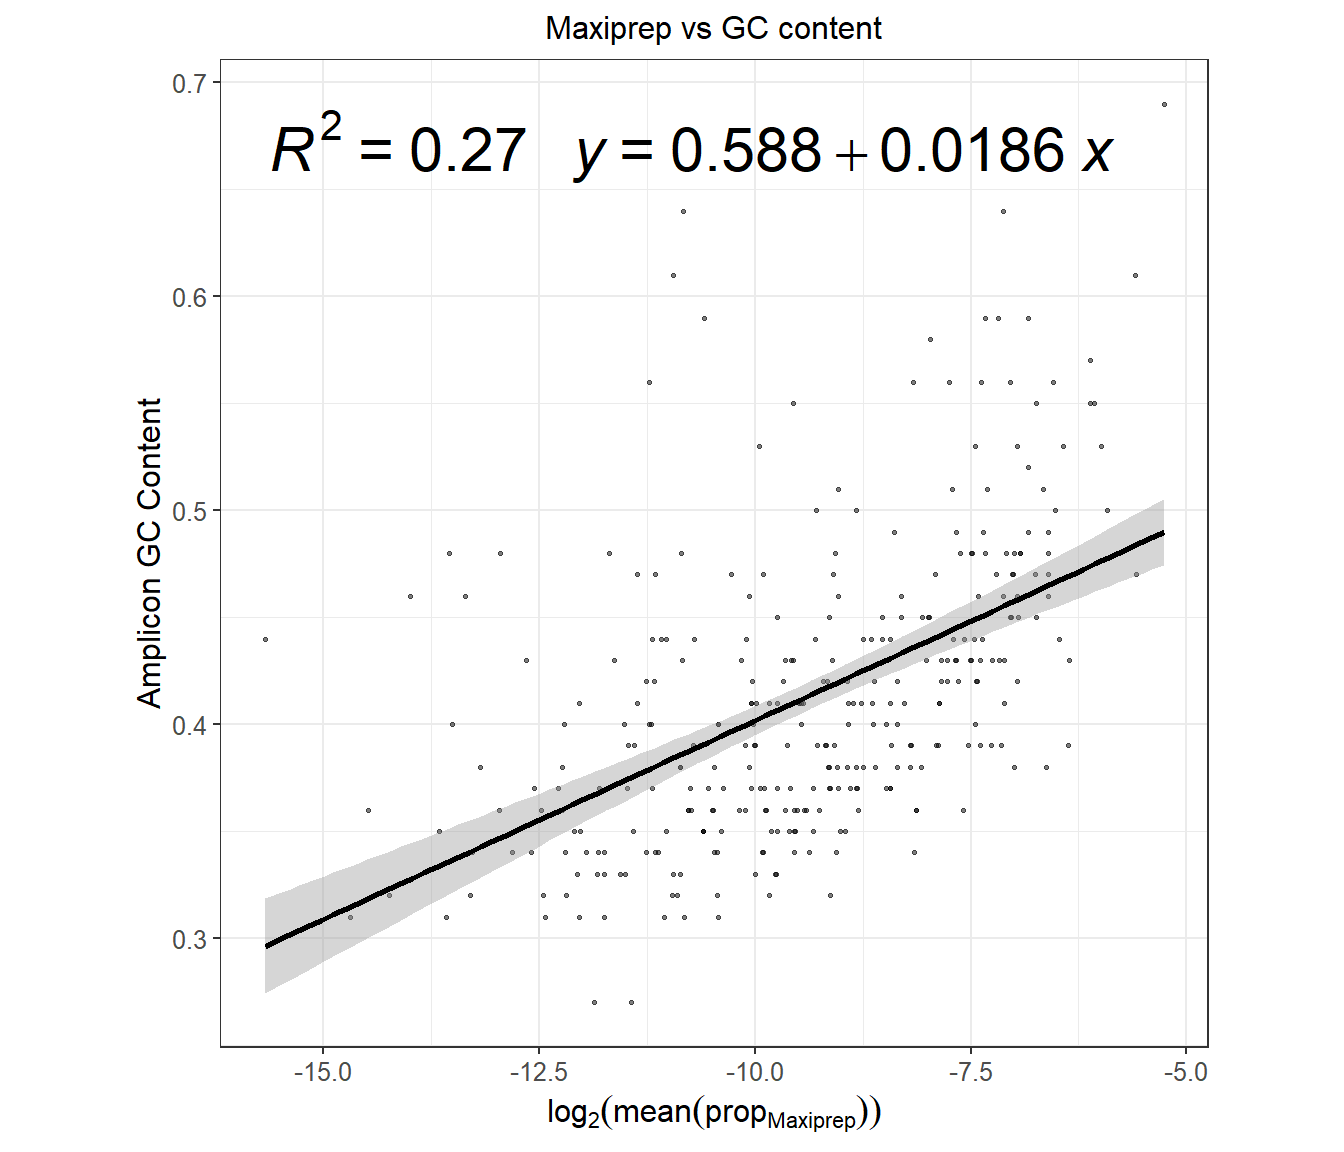 Maxiprep vs GC content
R² = 0.27 y = 0.588 + 0.0186 x
Amplicon GC Content
0.7
0.6
0.5
0.4
0.3
-15.0 -12.5 -10.0 -7.5 -5.0
log₂(mean(propMaxiprep))